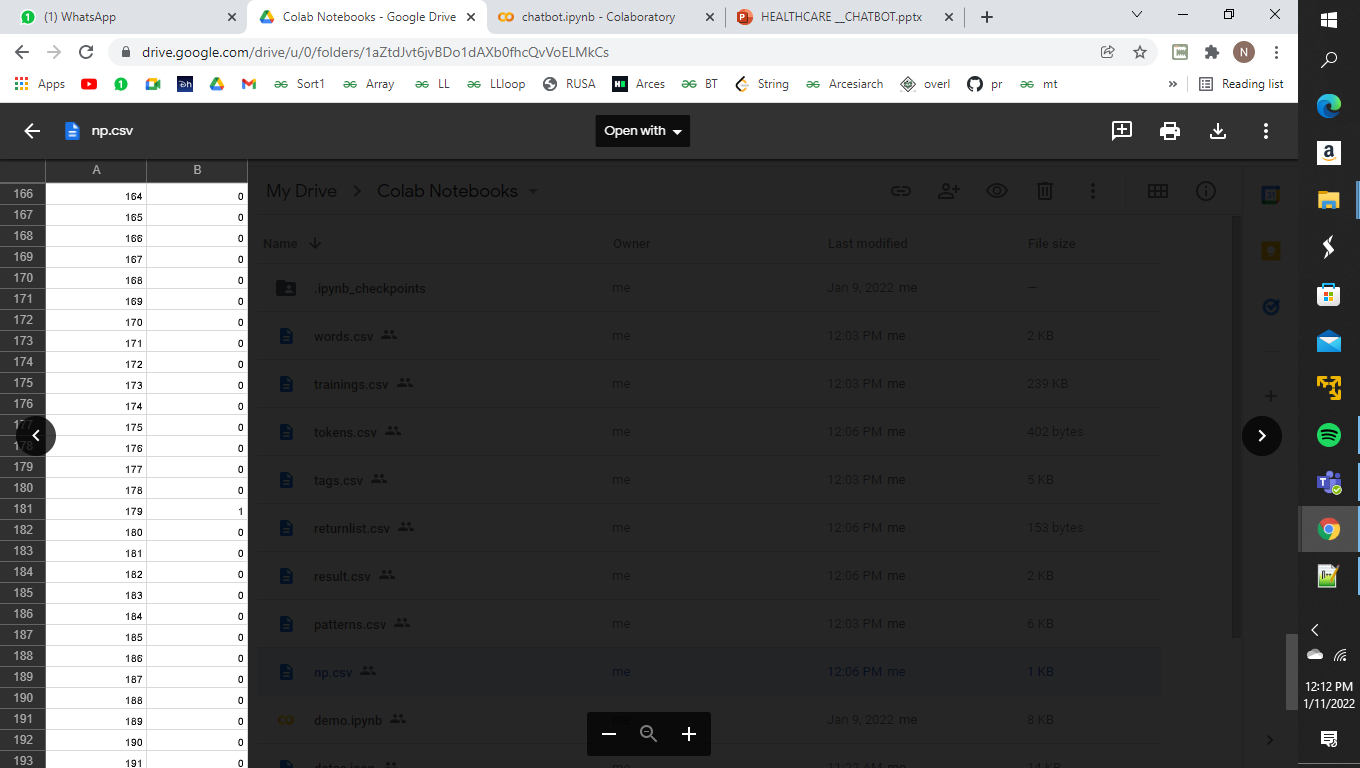 (1) WhatsApp
Colab Notebooks - Google Drive
chatbot.ipynb - Colaboratory
HEALTHCARE __CHATBOT.pptx
drive.google.com/drive/u/0/folders/1aZtdJvt6jvBDo1dAXb0fhcQvVoELMkCs
N
Apps
Sort1
Array
LL
LLloop
RUSA
Arces
BT
String
Arcesiarch
overl
pr
mt
»
Reading list
np.csv
Open with
A B
166 164 0
167 165 0
168 166 0
169 167 0
170 168 0
171 169 0
172 170 0
173 171 0
174 172 0
175 173 0
176 174 0
177 175 0
178 176 0
179 177 0
180 178 0
181 179 1
182 180 0
183 181 0
184 182 0
185 183 0
186 184 0
187 185 0
188 186 0
189 187 0
190 188 0
191 189 0
192 190 0
193 191 0
My Drive > Colab Notebooks
Name Owner Last modified File size
.ipynb_checkpoints me Jan 9, 2022 me —
words.csv me 12:03 PM me 2 KB
trainings.csv me 12:03 PM me 239 KB
tokens.csv me 12:06 PM me 402 bytes
tags.csv me 12:03 PM me 5 KB
returnlist.csv me 12:06 PM me 153 bytes
result.csv me 12:06 PM me 2 KB
patterns.csv me 12:03 PM me 6 KB
np.csv me 12:06 PM me 1 KB
demo.ipynb me Jan 9, 2022 me 8 KB
12:12 PM
1/11/2022